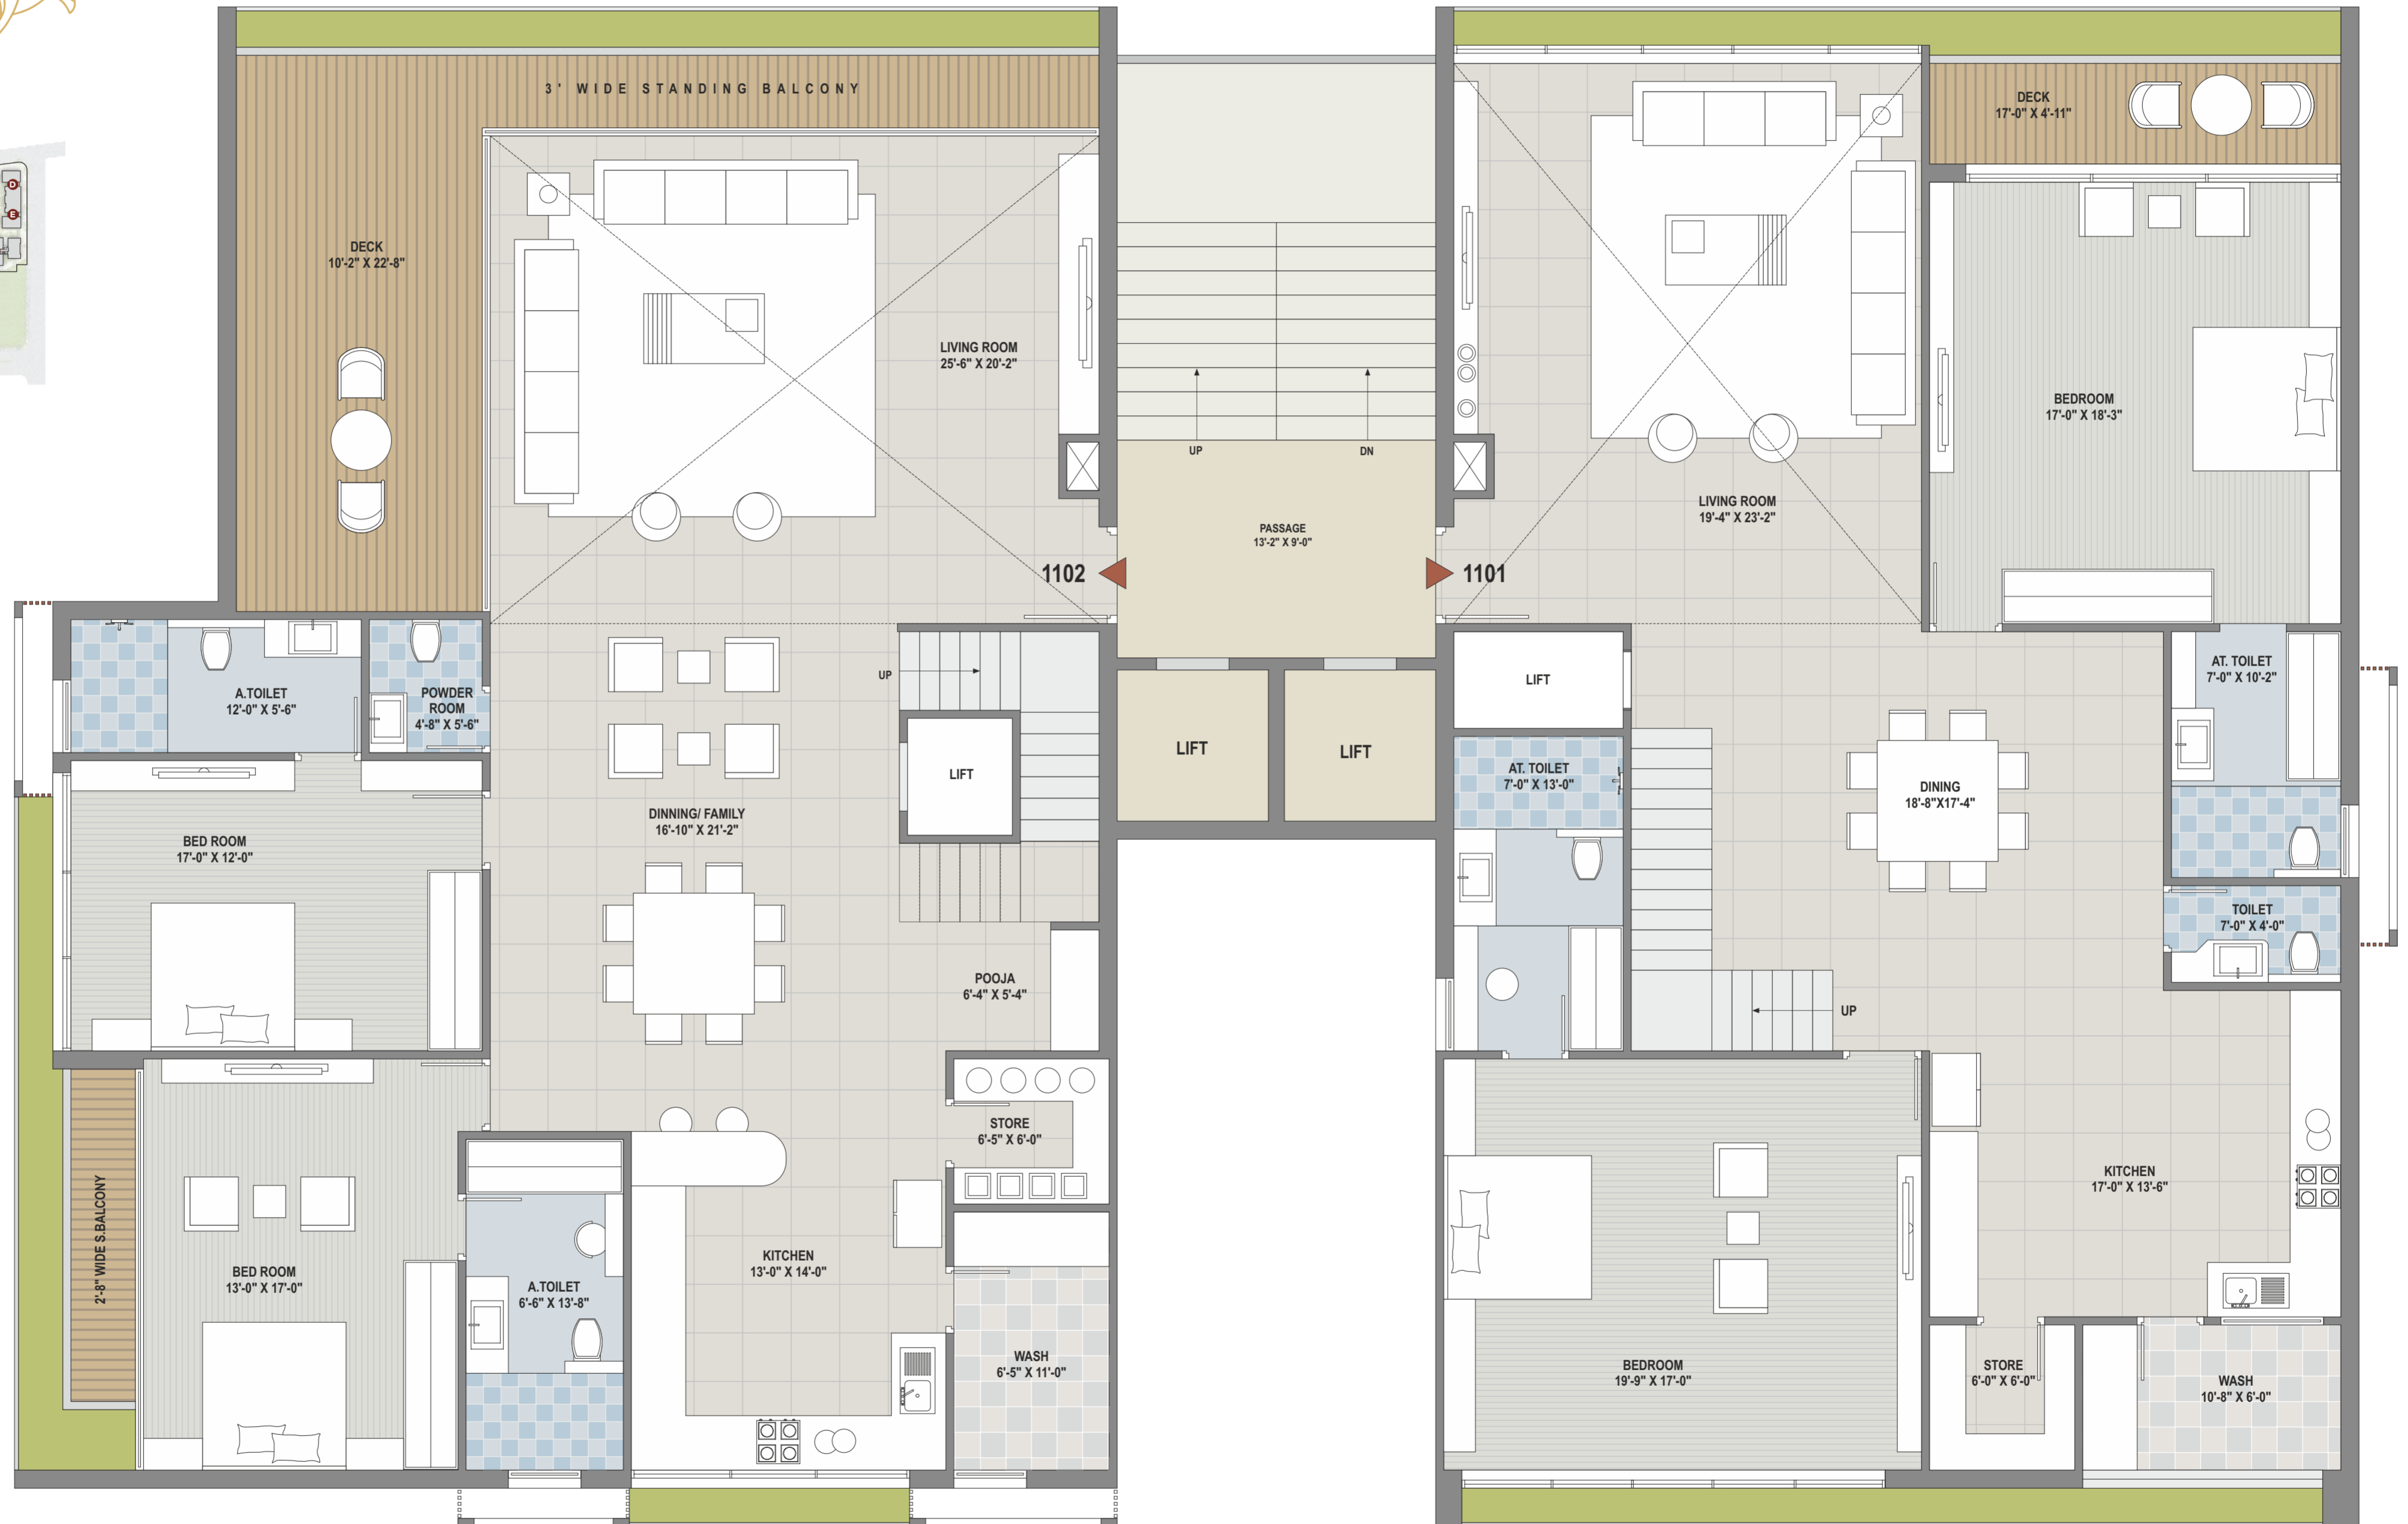 3' WIDE STANDING BALCONY
DECK
10'-2" X 22'-8"
LIVING ROOM
25'-6" X 20'-2"
1102
A.TOILET
12'-0" X 5'-6"
POWDER
ROOM
4'-8" X 5'-6"
UP
LIFT
DINNING/ FAMILY
16'-10" X 21'-2"
BED ROOM
17'-0" X 12'-0"
POOJA
6'-4" X 5'-4"
STORE
6'-5" X 6'-0"
2'-8" WIDE S.BALCONY
BED ROOM
13'-0" X 17'-0"
A.TOILET
6'-6" X 13'-8"
KITCHEN
13'-0" X 14'-0"
WASH
6'-5" X 11'-0"
UP
DN
PASSAGE
13'-2" X 9'-0"
LIFT
LIFT
DECK
17'-0" X 4'-11"
BEDROOM
17'-0" X 18'-3"
LIVING ROOM
19'-4" X 23'-2"
1101
LIFT
AT. TOILET
7'-0" X 10'-2"
AT. TOILET
7'-0" X 13'-0"
DINING
18'-8"X17'-4"
TOILET
7'-0" X 4'-0"
UP
KITCHEN
17'-0" X 13'-6"
BEDROOM
19'-9" X 17'-0"
STORE
6'-0" X 6'-0"
WASH
10'-8" X 6'-0"
D
E